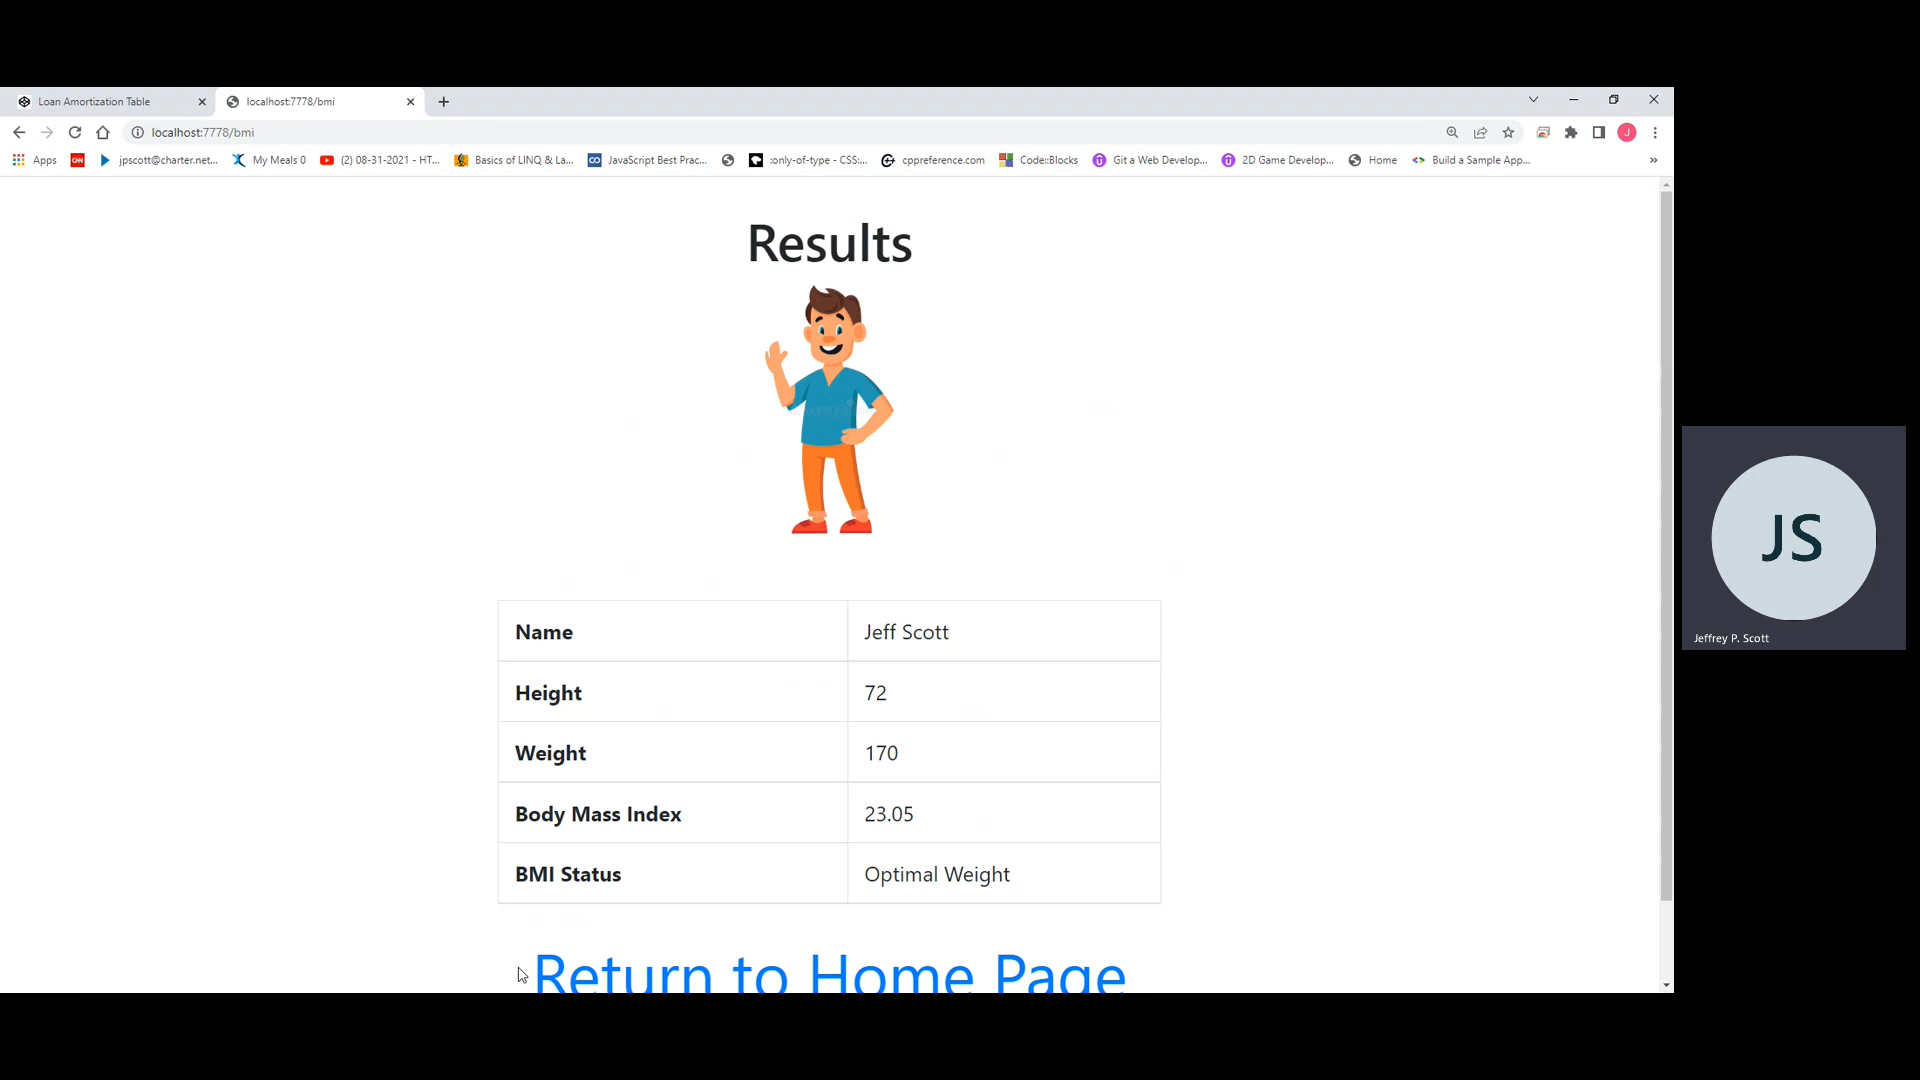 Loan Amortization Table
localhost:7778/bmi
localhost:7778/bmi
J
Apps
CNN
jpscott@charter.net...
My Meals 0
(2) 08-31-2021 - HT...
Basics of LINQ & La...
JavaScript Best Prac...
:only-of-type - CSS:...
cppreference.com
Code::Blocks
Git a Web Develop...
2D Game Develop...
Home
Build a Sample App...
Results
Name Jeff Scott
Height 72
Weight 170
Body Mass Index 23.05
BMI Status Optimal Weight
Return to Home Page
JS
Jeffrey P. Scott